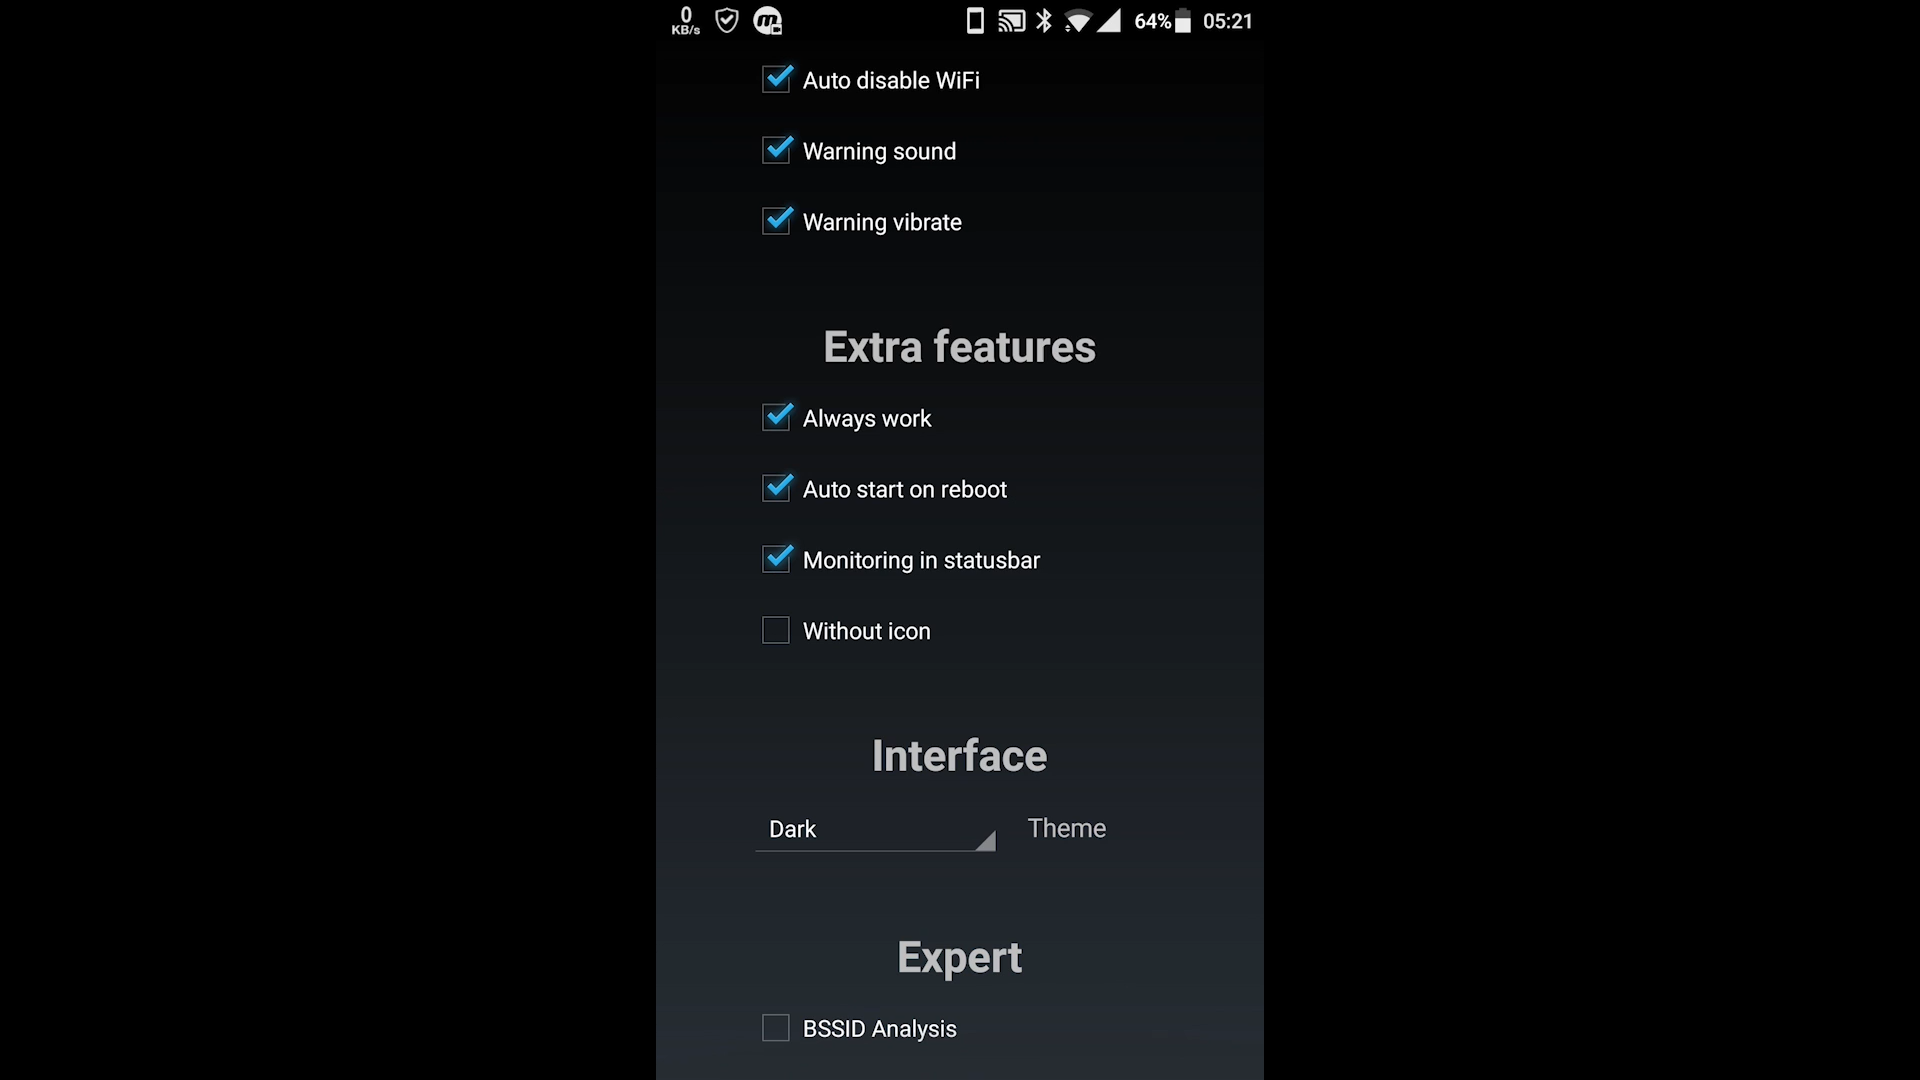 0
KB/s
64%
05:21
Auto disable WiFi
Warning sound
Warning vibrate
Extra features
Always work
Auto start on reboot
Monitoring in statusbar
Without icon
Interface
Dark
Theme
Expert
BSSID Analysis